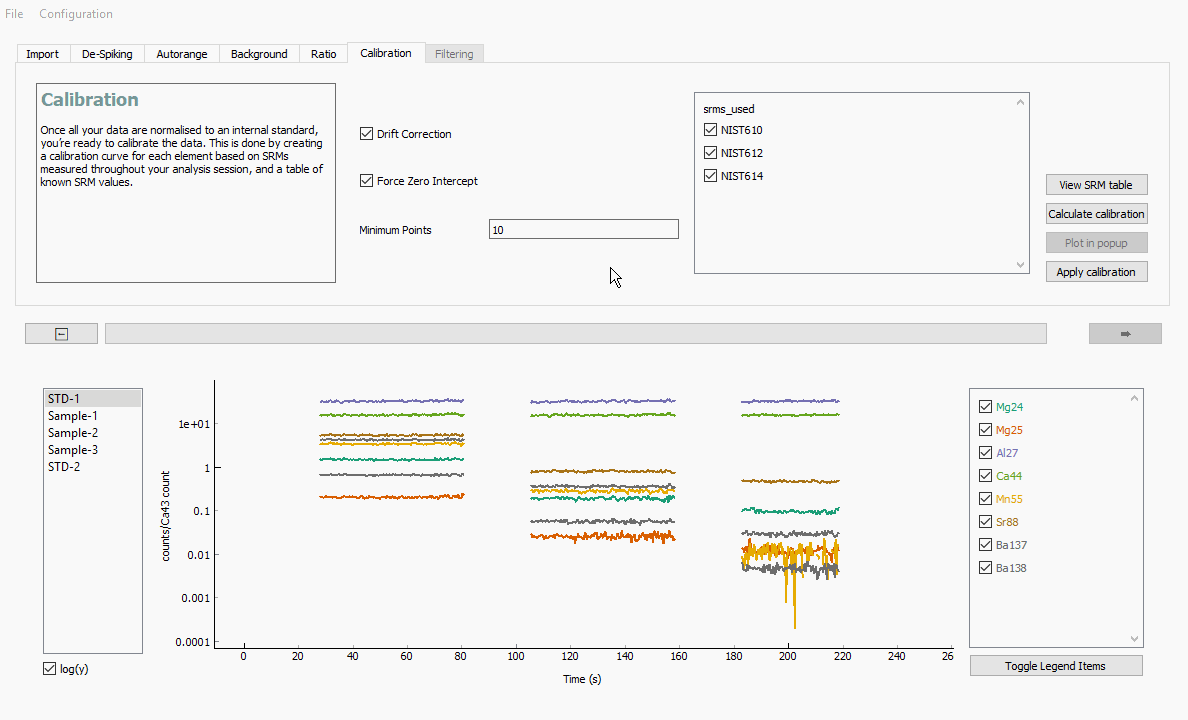 File Configuration
Import De-Spiking Autorange Background Ratio Calibration Filtering
Calibration
Once all your data are normalised to an internal standard,
you're ready to calibrate the data. This is done by creating
a calibration curve for each element based on SRMs
measured throughout your analysis session, and a table of
known SRM values.
Drift Correction
Force Zero Intercept
Minimum Points 10
srms_used
NIST610
NIST612
NIST614
View SRM table
Calculate calibration
Plot in popup
Apply calibration
STD-1
Sample-1
Sample-2
Sample-3
STD-2
log(y)
counts/Ca43 count
1e+01
1
0.1
0.01
0.001
0.0001
0 20 40 60 80 100 120 140 160 180 200 220 240 26
Time (s)
Mg24
Mg25
Al27
Ca44
Mn55
Sr88
Ba137
Ba138
Toggle Legend Items